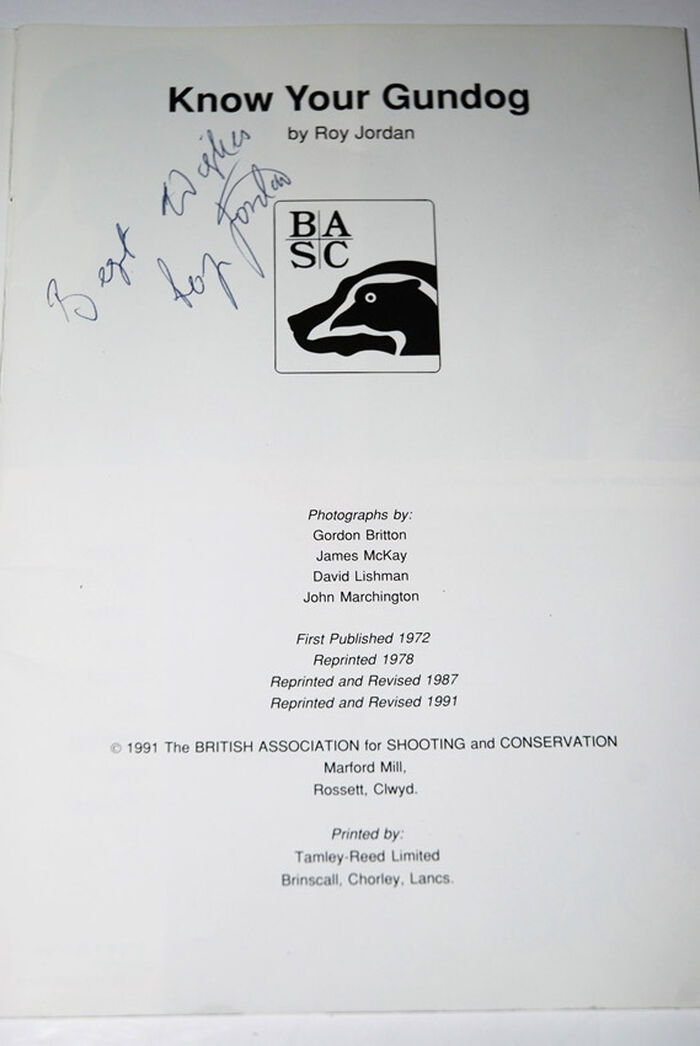 Know Your Gundog
by Roy Jordan
Best Wishes
Roy Jordan
B A
S C
Photographs by:
Gordon Britton
James McKay
David Lishman
John Marchington
First Published 1972
Reprinted 1978
Reprinted and Revised 1987
Reprinted and Revised 1991
© 1991 The BRITISH ASSOCIATION for SHOOTING and CONSERVATION
Marford Mill,
Rossett, Clwyd.
Printed by:
Tamley-Reed Limited
Brinscall, Chorley, Lancs.